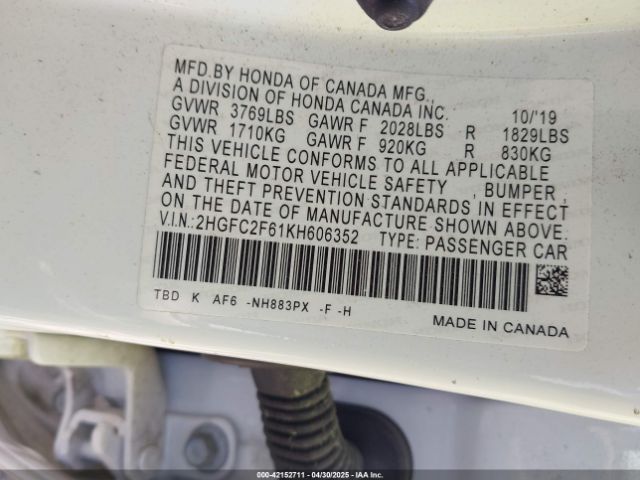 MFD.BY HONDA OF CANADA MFG.,
A DIVISION OF HONDA CANADA INC. 10/'19
GVWR 3769LBS GAWR F 2028LBS R 1829LBS
GVWR 1710KG GAWR F 920KG R 830KG
THIS VEHICLE CONFORMS TO ALL APPLICABLE
FEDERAL MOTOR VEHICLE SAFETY , BUMPER ,
AND THEFT PREVENTION STANDARDS IN EFFECT
ON THE DATE OF MANUFACTURE SHOWN ABOVE.
V.I.N.:2HGFC2F61KH606352 TYPE: PASSENGER CAR
TBD K AF6 -NH883PX -F -H
MADE IN CANADA
000-42152711 - 04/30/2025 - IAA Inc.